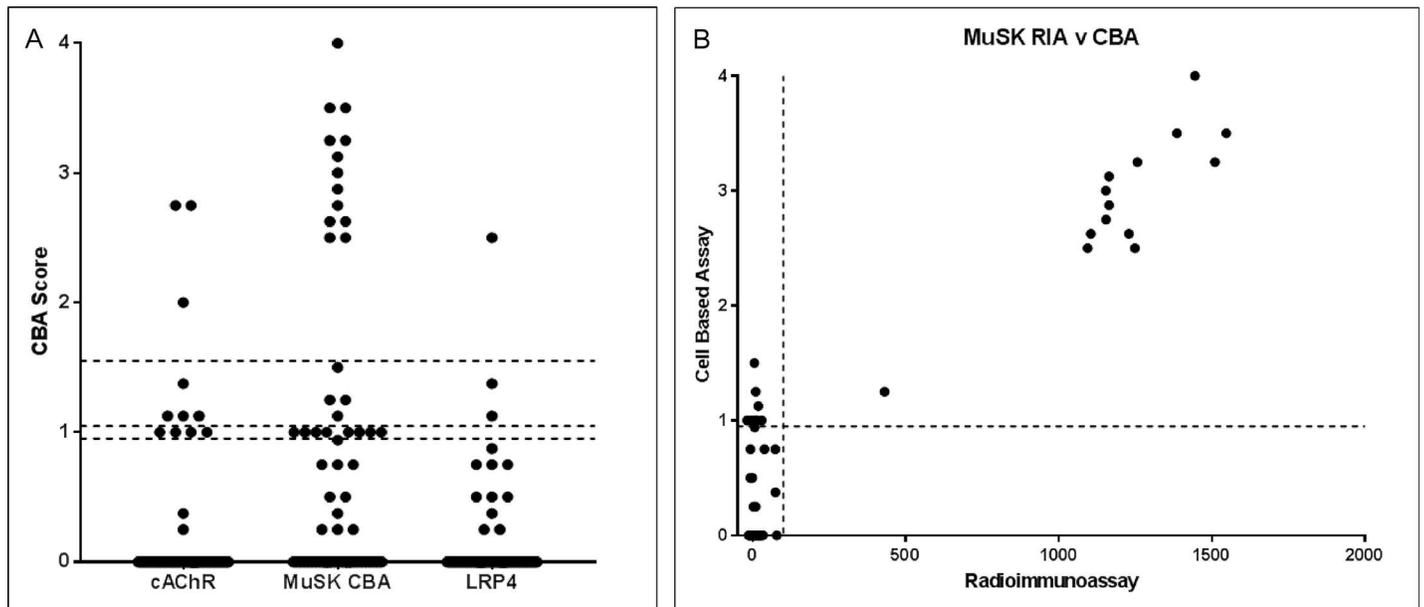 A
4
3
2
1
0
CBA Score
cAChR MuSK CBA LRP4
B
MuSK RIA v CBA
4
3
2
1
0
Cell Based Assay
0 500 1000 1500 2000
Radioimmunoassay